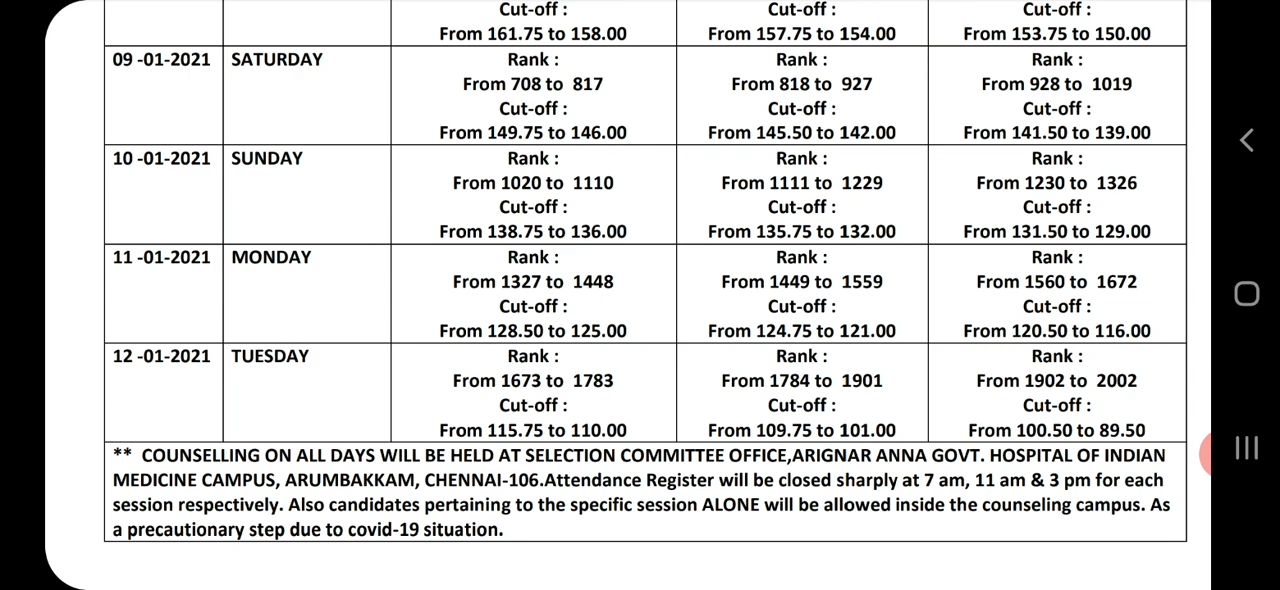 Cut-off : Cut-off : Cut-off :
From 161.75 to 158.00 From 157.75 to 154.00 From 153.75 to 150.00
09 -01-2021 SATURDAY Rank : Rank : Rank :
From 708 to 817 From 818 to 927 From 928 to 1019
Cut-off : Cut-off : Cut-off :
From 149.75 to 146.00 From 145.50 to 142.00 From 141.50 to 139.00
10 -01-2021 SUNDAY Rank : Rank : Rank :
From 1020 to 1110 From 1111 to 1229 From 1230 to 1326
Cut-off : Cut-off : Cut-off :
From 138.75 to 136.00 From 135.75 to 132.00 From 131.50 to 129.00
11 -01-2021 MONDAY Rank : Rank : Rank :
From 1327 to 1448 From 1449 to 1559 From 1560 to 1672
Cut-off : Cut-off : Cut-off :
From 128.50 to 125.00 From 124.75 to 121.00 From 120.50 to 116.00
12 -01-2021 TUESDAY Rank : Rank : Rank :
From 1673 to 1783 From 1784 to 1901 From 1902 to 2002
Cut-off : Cut-off : Cut-off :
From 115.75 to 110.00 From 109.75 to 101.00 From 100.50 to 89.50
** COUNSELLING ON ALL DAYS WILL BE HELD AT SELECTION COMMITTEE OFFICE,ARIGNAR ANNA GOVT. HOSPITAL OF INDIAN
MEDICINE CAMPUS, ARUMBAKKAM, CHENNAI-106.Attendance Register will be closed sharply at 7 am, 11 am & 3 pm for each
session respectively. Also candidates pertaining to the specific session ALONE will be allowed inside the counseling campus. As
a precautionary step due to covid-19 situation.